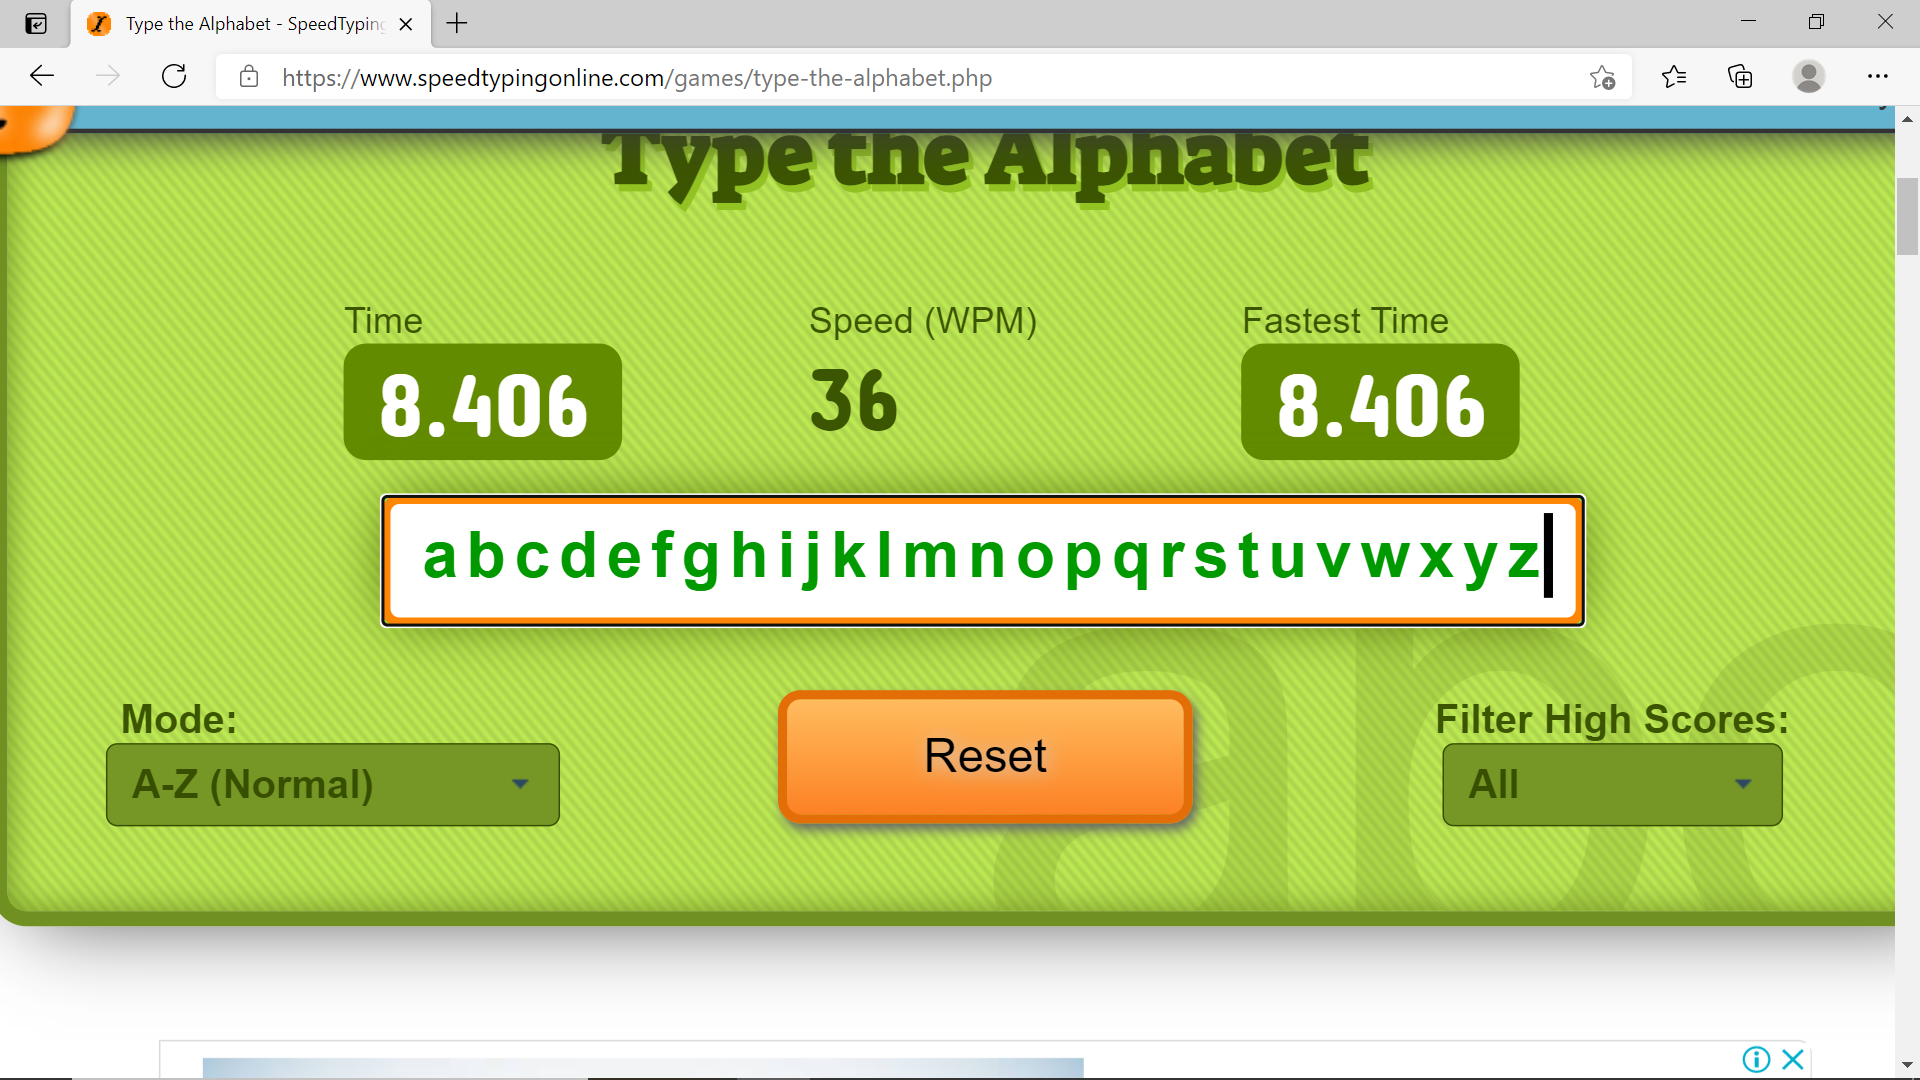 Type the Alphabet - SpeedTyping
https://www.speedtypingonline.com/games/type-the-alphabet.php
Type the Alphabet
Time
Speed (WPM)
Fastest Time
8.406
36
8.406
a b c d e f g h i j k l m n o p q r s t u v w x y z
Mode:
Filter High Scores:
A-Z (Normal)
Reset
All
abc